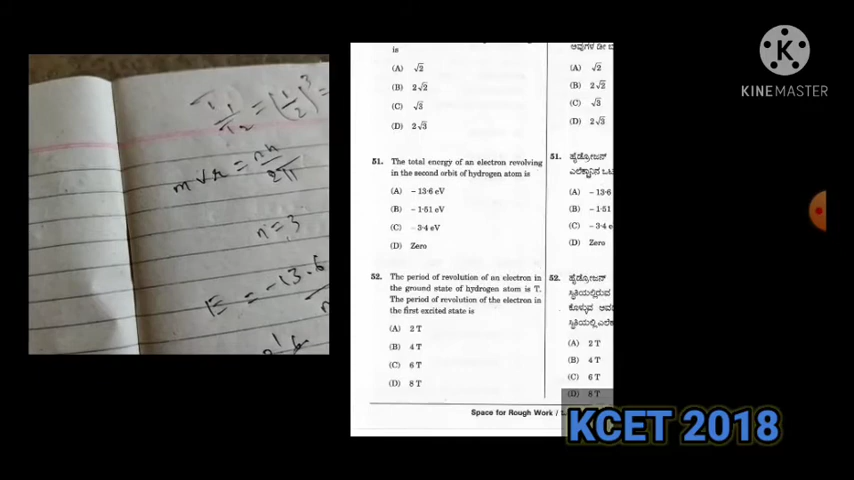 T1/T2 = (1/2)^3 =
mvr = nh/2π
n = 3
E = -13.6
is
(A) √2
(B) 2√2
(C) √3
(D) 2√3
51. The total energy of an electron revolving
in the second orbit of hydrogen atom is
(A) – 13·6 eV
(B) – 1·51 eV
(C) – 3·4 eV
(D) Zero
52. The period of revolution of an electron in
the ground state of hydrogen atom is T.
The period of revolution of the electron in
the first excited state is
(A) 2 T
(B) 4 T
(C) 6 T
(D) 8 T
(A) √2
(B) 2√2
(C) √3
(D) 2√3
51. ಹೈಡ್ರೋಜನ್
(A) – 13·6
(B) – 1·51
(C) – 3·4 e
(D) Zero
52. ಹೈಡ್ರೋಜನ್
(A) 2 T
(B) 4 T
(C) 6 T
(D) 8 T
Space for Rough Work /
KINEMASTER
KCET 2018